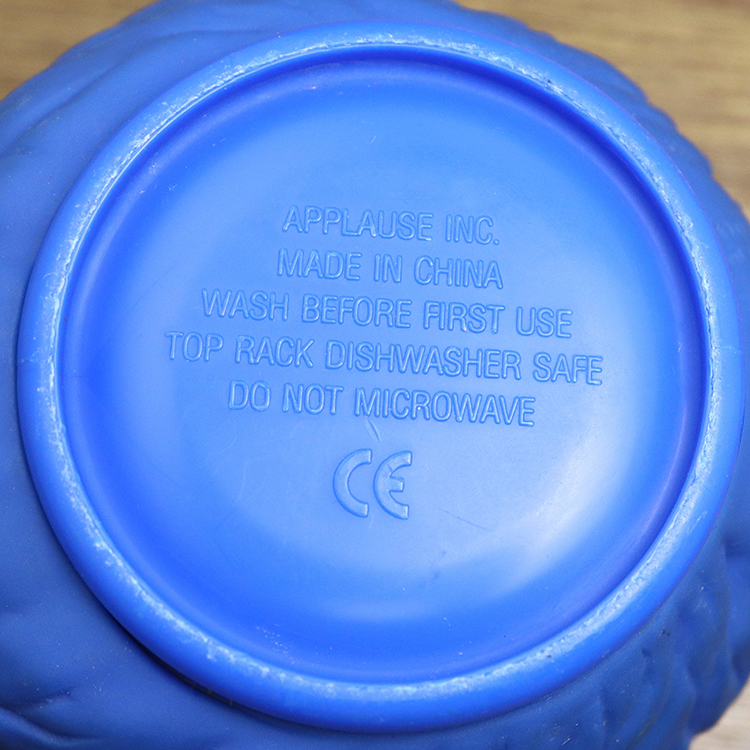 APPLAUSE INC.
MADE IN CHINA
WASH BEFORE FIRST USE
TOP RACK DISHWASHER SAFE
DO NOT MICROWAVE
CE